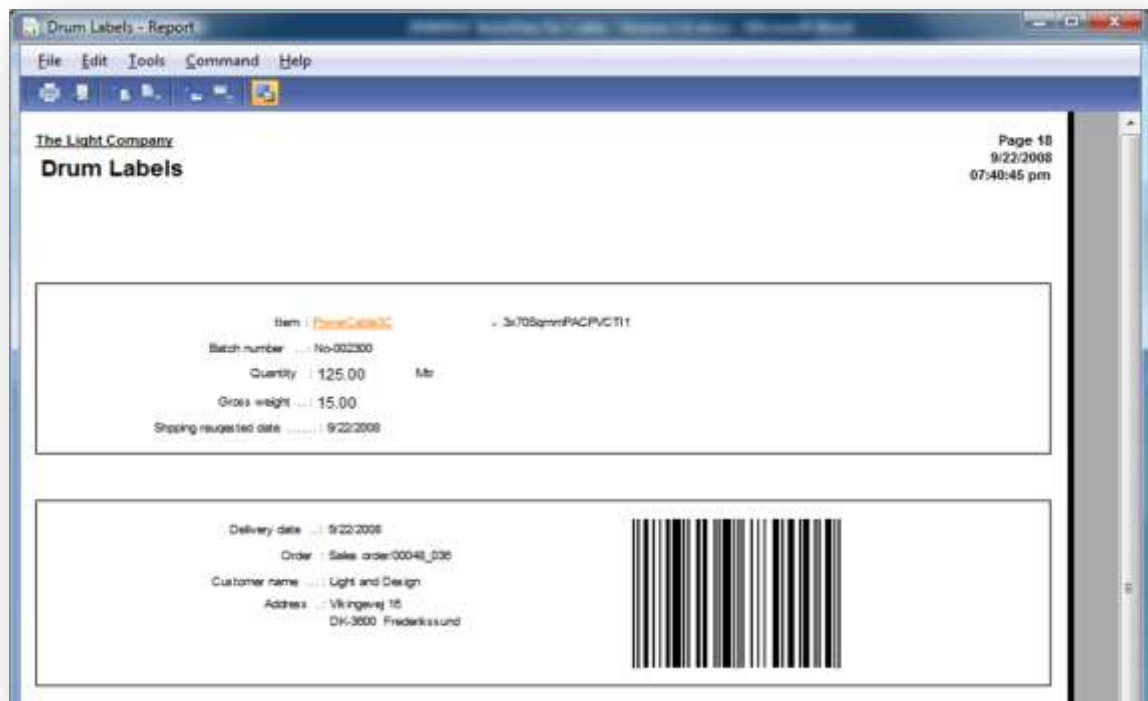 Drum Labels - Report
File Edit Tools Command Help
The Light Company
Drum Labels
Page 18
9/22/2008
07:40:45 pm
Item : PowerCable3C - 3x70SqmmPACPVCTI1
Batch number ...: No-002300
Quantity : 125.00 Mtr
Gross weight ...: 15.00
Shpping reuqested date .......: 9/22/2008
Delivery date ...: 9/22/2008
Order : Sales order:00048_036
Customer name ....: Light and Design
Address ..: Vikingevej 16
DK-3600 Frederikssund